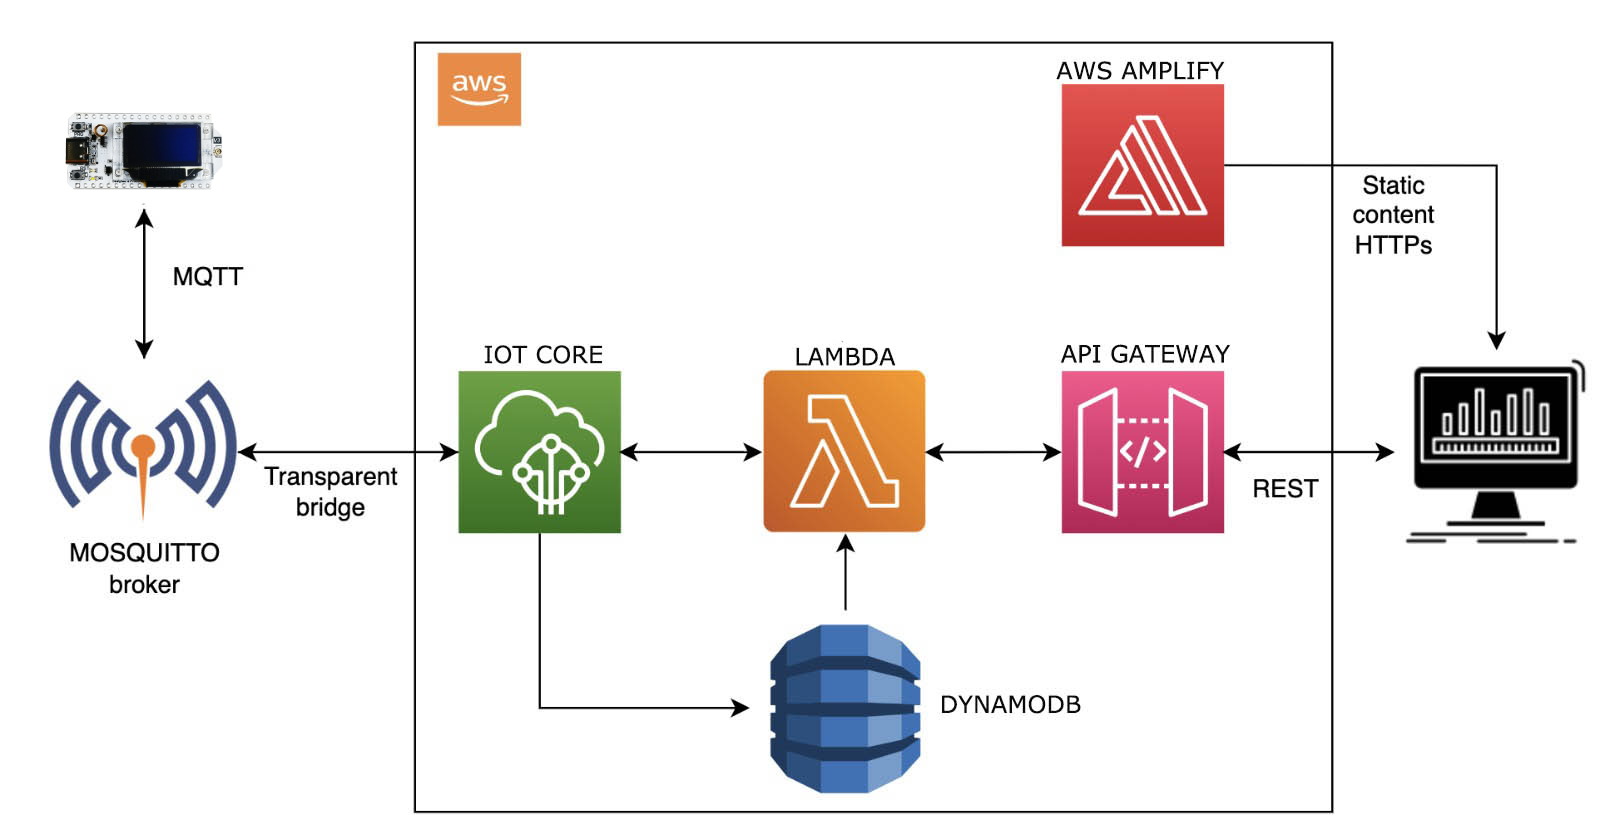 aws
AWS AMPLIFY
Static
content
HTTPs
MQTT
IOT CORE
LAMBDA
API GATEWAY
</>
Transparent
bridge
REST
MOSQUITTO
broker
DYNAMODB